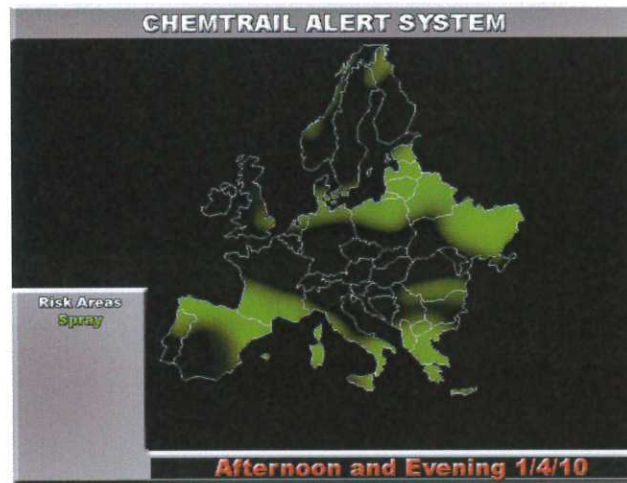 CHEMTRAIL ALERT SYSTEM
Risk Areas
Spray
Afternoon and Evening 1/4/10